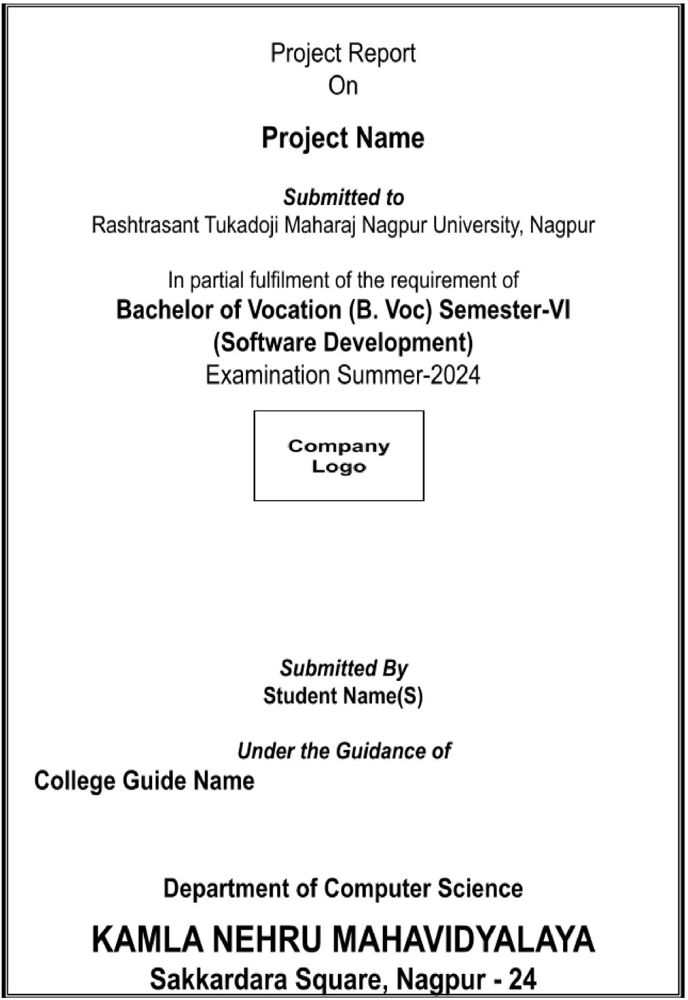 Project Report
On
Project Name
Submitted to
Rashtrasant Tukadoji Maharaj Nagpur University, Nagpur
In partial fulfilment of the requirement of
Bachelor of Vocation (B. Voc) Semester-VI
(Software Development)
Examination Summer-2024
Company
Logo
Submitted By
Student Name(S)
Under the Guidance of
College Guide Name
Department of Computer Science
KAMLA NEHRU MAHAVIDYALAYA
Sakkardara Square, Nagpur - 24